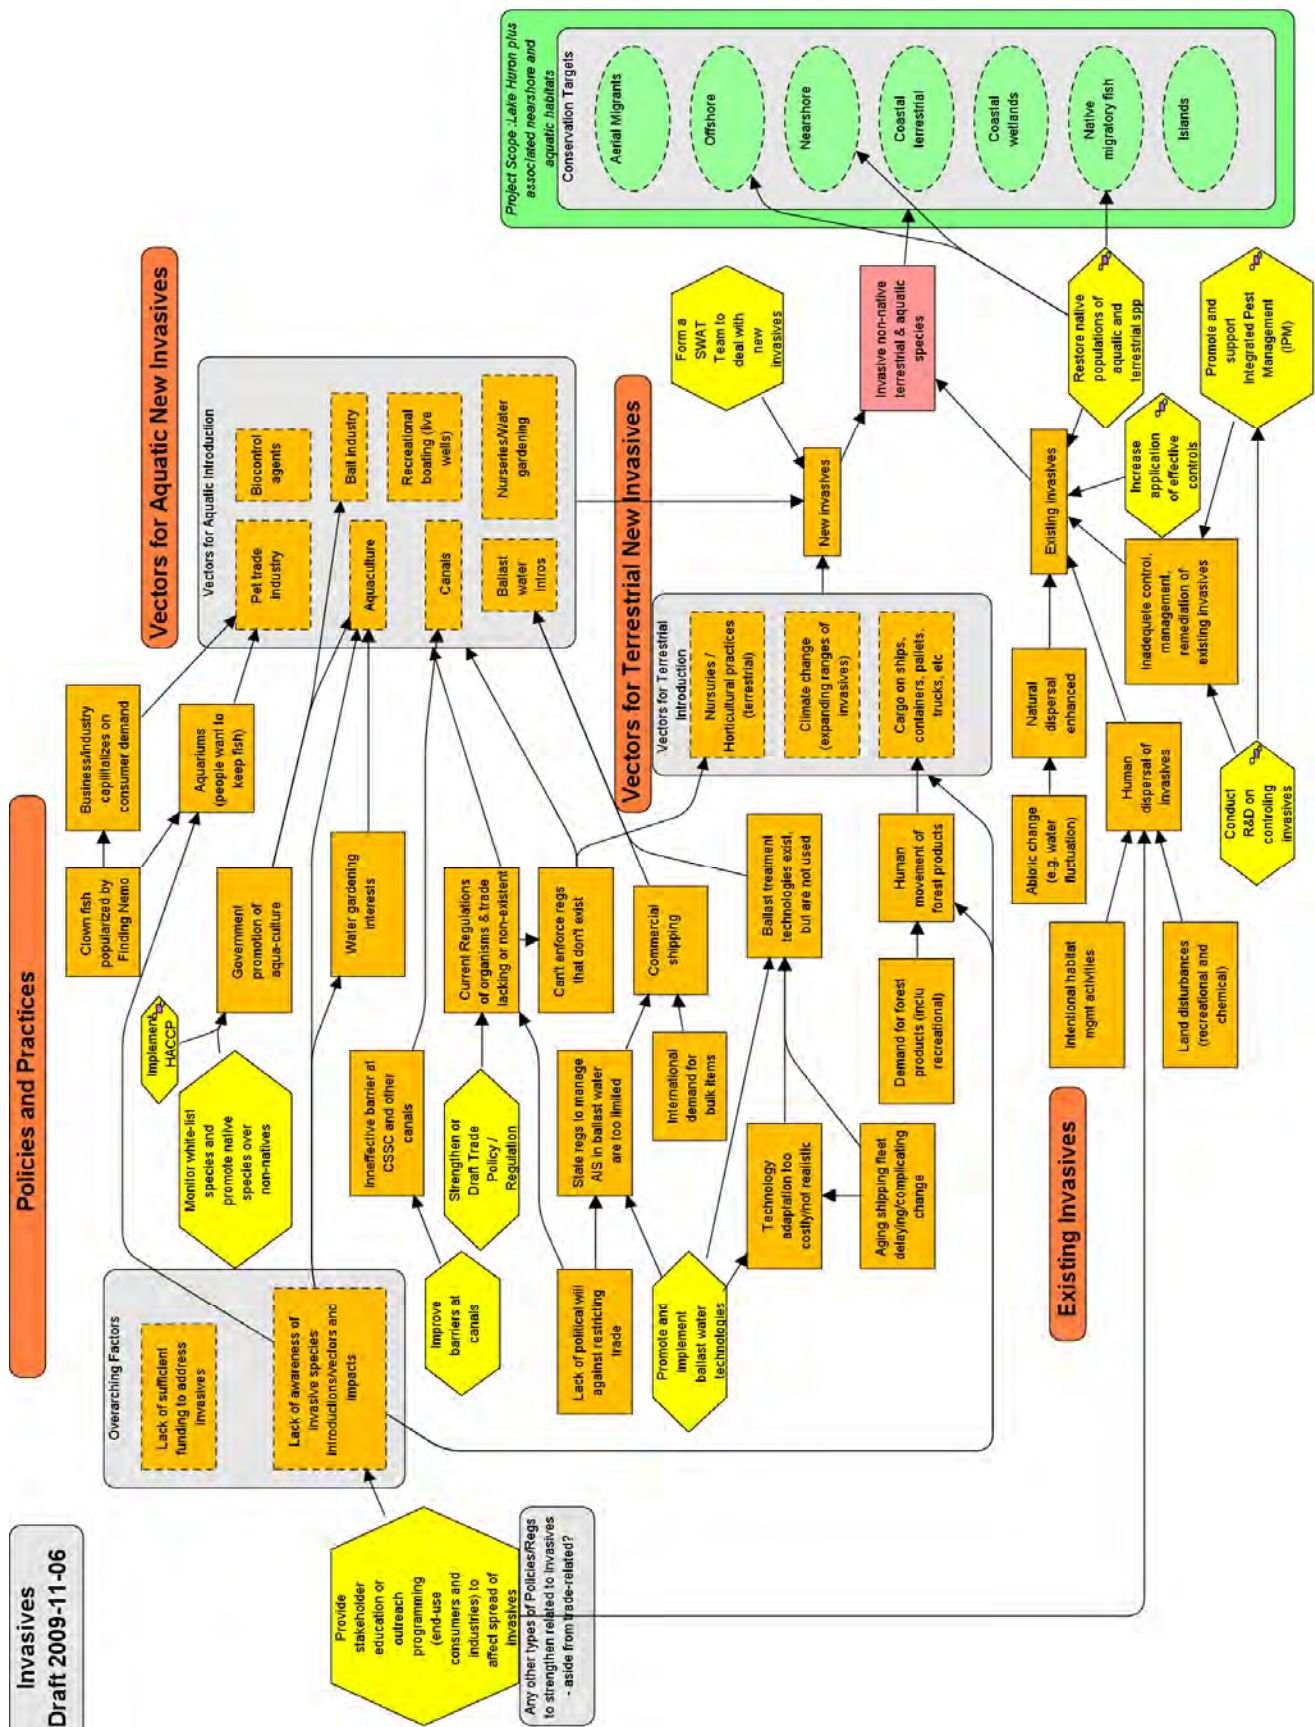 Invasives
Draft 2009-11-06
Policies and Practices
Vectors for Aquatic New Invasives
Vectors for Terrestrial New Invasives
Existing Invasives
Overarching Factors
Lack of sufficient
funding to address
invasives
Lack of awareness of
invasive species
introductions/vectors and
impacts
Provide
stakeholder
education or
outreach
programming
(end-use
consumers and
industries) to
affect spread of
invasives
Any other types of Policies/Regs
to strengthen related to Invasives
- aside from trade-related?
Clown fish
popularized by
Finding Nemo
Business/industry
capilitalizes on
consumer demand
Aquariums
(people want to
keep fish)
Implement
HACCP
Monitor white-list
species and
promote native
species over
non-natives
Government
promotion of
aqua-culture
Water gardening
interests
Improve
barriers at
canals
Inneffective barrier at
CSSC and other
canals
Strengthen or
Draft Trade
Policy /
Regulation
Current Regulations
of organisms & trade
lacking or non-existent
Can't enforce regs
that don't exist
Lack of political will
against restricting
trade
State regs to manage
AIS in ballast water
are too limited
Commercial
shipping
International
demand for
bulk items
Promote and
implement
ballast water
technologies
Technology
adaptation too
costly/not realistic
Aging shipping fleet
delaying/complicating
change
Ballast treatment
technologies exist,
but are not used
Demand for forest
products (inclu
recreational)
Human
movement of
forest products
Vectors for Aquatic Introduction
Pet trade
industry
Biocontrol
agents
Bait Industry
Aquaculture
Recreational
boating (live
wells)
Canals
Ballast
water
intros
Nurseries/Water
gardening
Vectors for Terrestrial
Introduction
Nursuries /
Horticultural practices
(terrestrial)
Climate change
(expanding ranges of
invasives)
Cargo on ships,
containers, pallets,
trucks, etc
Form a
SWAT
Team to
deal with
new
invasives
New invasives
Invasive non-native
terrestrial & aquatic
species
Existing invasives
Intentional habitat
mgmt activities
Land disturbances
(recreational and
chemical)
Abiotic change
(e.g. water
fluctuation)
Natural
dispersal
enhanced
Human
dispersal of
invasives
Conduct
R&D on
controling
invasives
Inadequete control,
management,
remediation of
existing invasives
Increase
application
of effective
controls
Restore native
populations of
aquatic and
terrestrial spp
Promote and
support
Integrated Pest
Management
(IPM)
Project Scope :Lake Huron plus
associated nearshore and
aquatic habitats
Conservation Targets
Aerial Migrants
Offshore
Nearshore
Coastal
terrestrial
Coastal
wetlands
Native
migratory fish
Islands